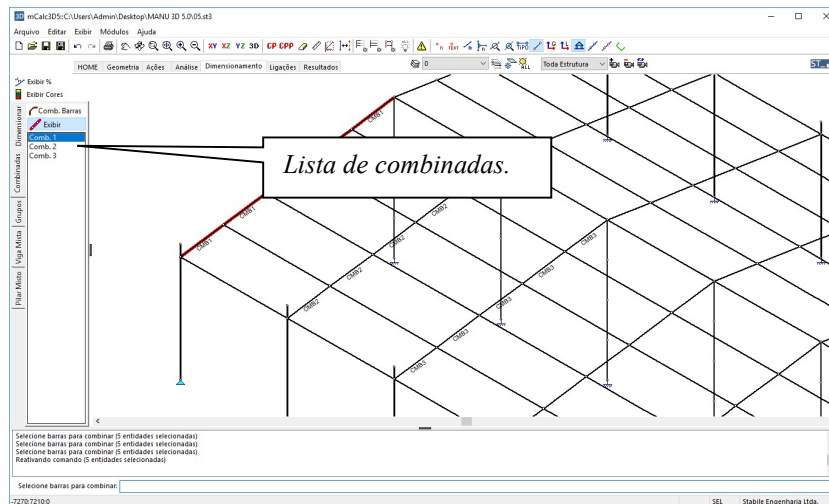 mCalc3D5::C:\Users\Admin\Desktop\MANU 3D 5.0\05.st3
Arquivo Editar Exibir Módulos Ajuda
XY XZ YZ 3D GP GPP
HOME Geometria Ações Análise Dimensionamento Ligações Resultados
0
ALL
Toda Estrutura
Exibir %
Exibir Cores
Comb. Barras
Exibir
Comb. 1
Comb. 2
Comb. 3
Dimensionar
Combinadas
Grupos
Viga Mista
Pilar Misto
Lista de combinadas.
CMB1
CMB1
CMB1
CMB2
CMB2
CMB2
CMB2
CMB3
CMB3
CMB3
CMB3
CMB3
Selecione barras para combinar (5 entidades selecionadas)
Selecione barras para combinar (5 entidades selecionadas)
Selecione barras para combinar (5 entidades selecionadas)
Reativando comando (5 entidades selecionadas)
Selecione barras para combinar:
-7270:7210:0
SEL
Stabile Engenharia Ltda.